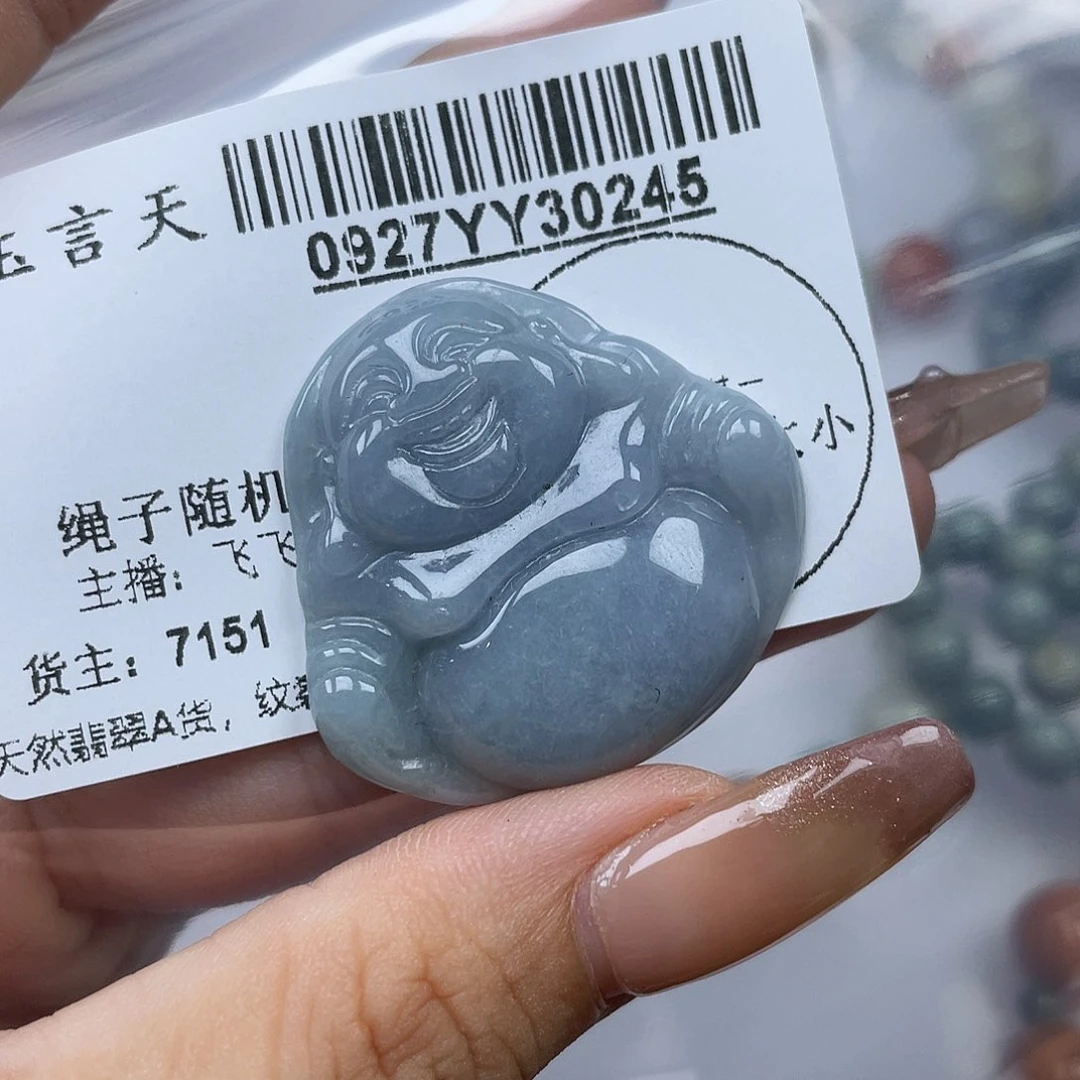 言天
0927YY30245
小
绳子随机
主播: 飞飞
货主: 7151
天然翡翠A货, 纹